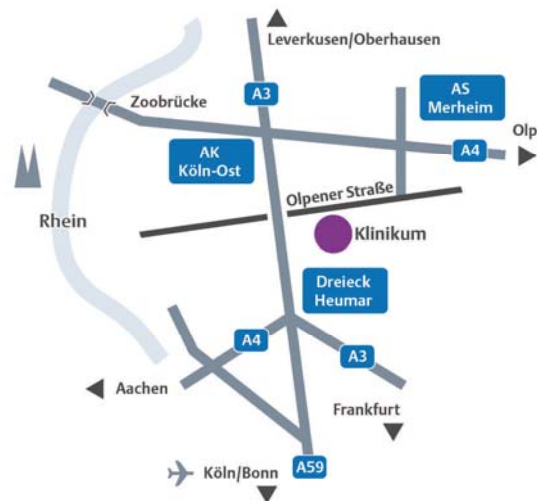 Leverkusen/Oberhausen
A3
AS
Merheim
Zoobrücke
AK
Köln-Ost
A4
Olp
Olpener Straße
Rhein
Klinikum
Dreieck
Heumar
A4
A3
Aachen
Frankfurt
Köln/Bonn
A59